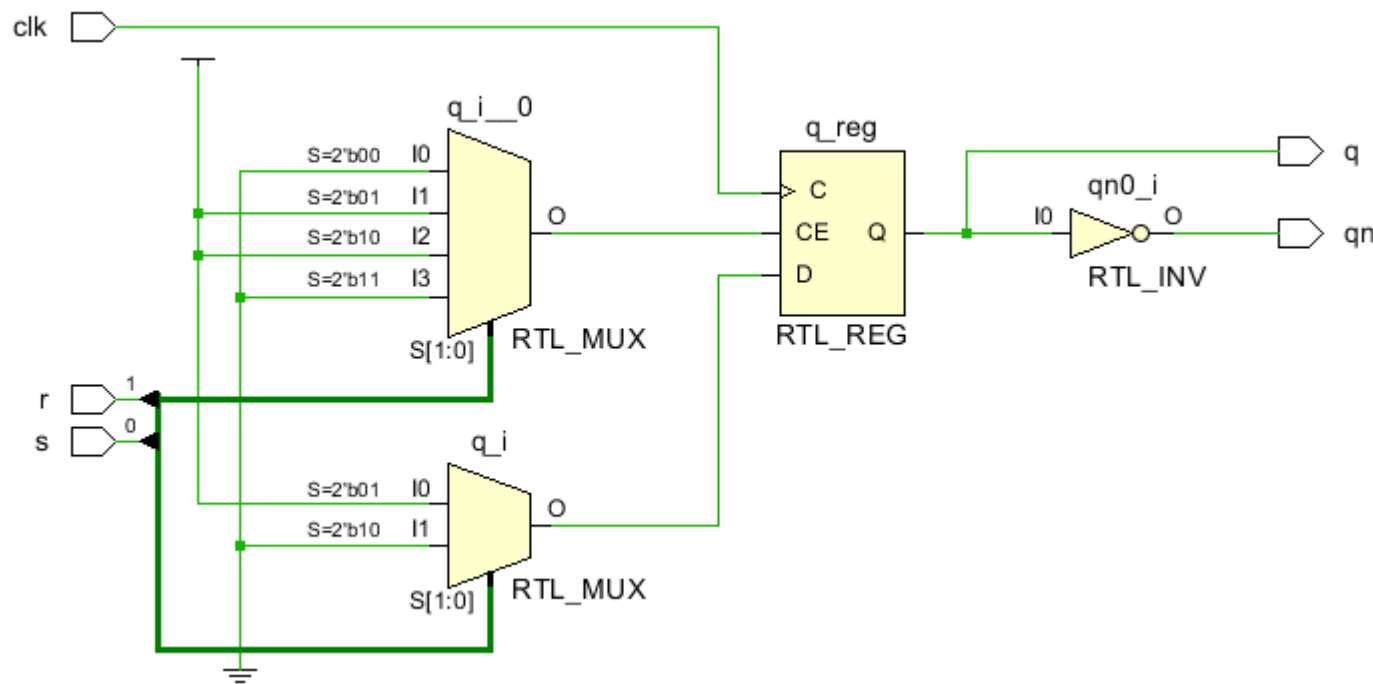 clk
q_i__0
S=2'b00 I0
S=2'b01 I1
S=2'b10 I2
S=2'b11 I3
O
S[1:0]
RTL_MUX
q_reg
C
CE Q
D
RTL_REG
q
qn0_i
I0 O
RTL_INV
qn
r 1
s 0
q_i
S=2'b01 I0
S=2'b10 I1
O
S[1:0]
RTL_MUX